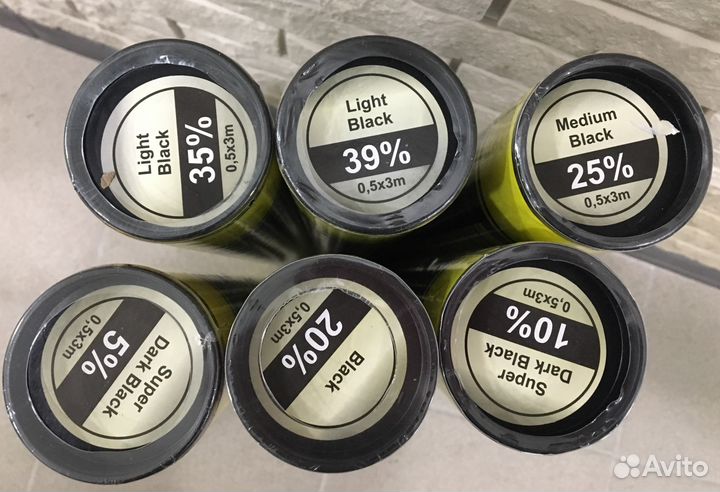 Light
Black
35%
0,5x3m
Light
Black
39%
0,5x3m
Medium
Black
25%
0,5x3m
Super
Dark Black
5%
0,5x3m
Black
20%
0,5x3m
Super
Dark Black
10%
0,5x3m
Avito